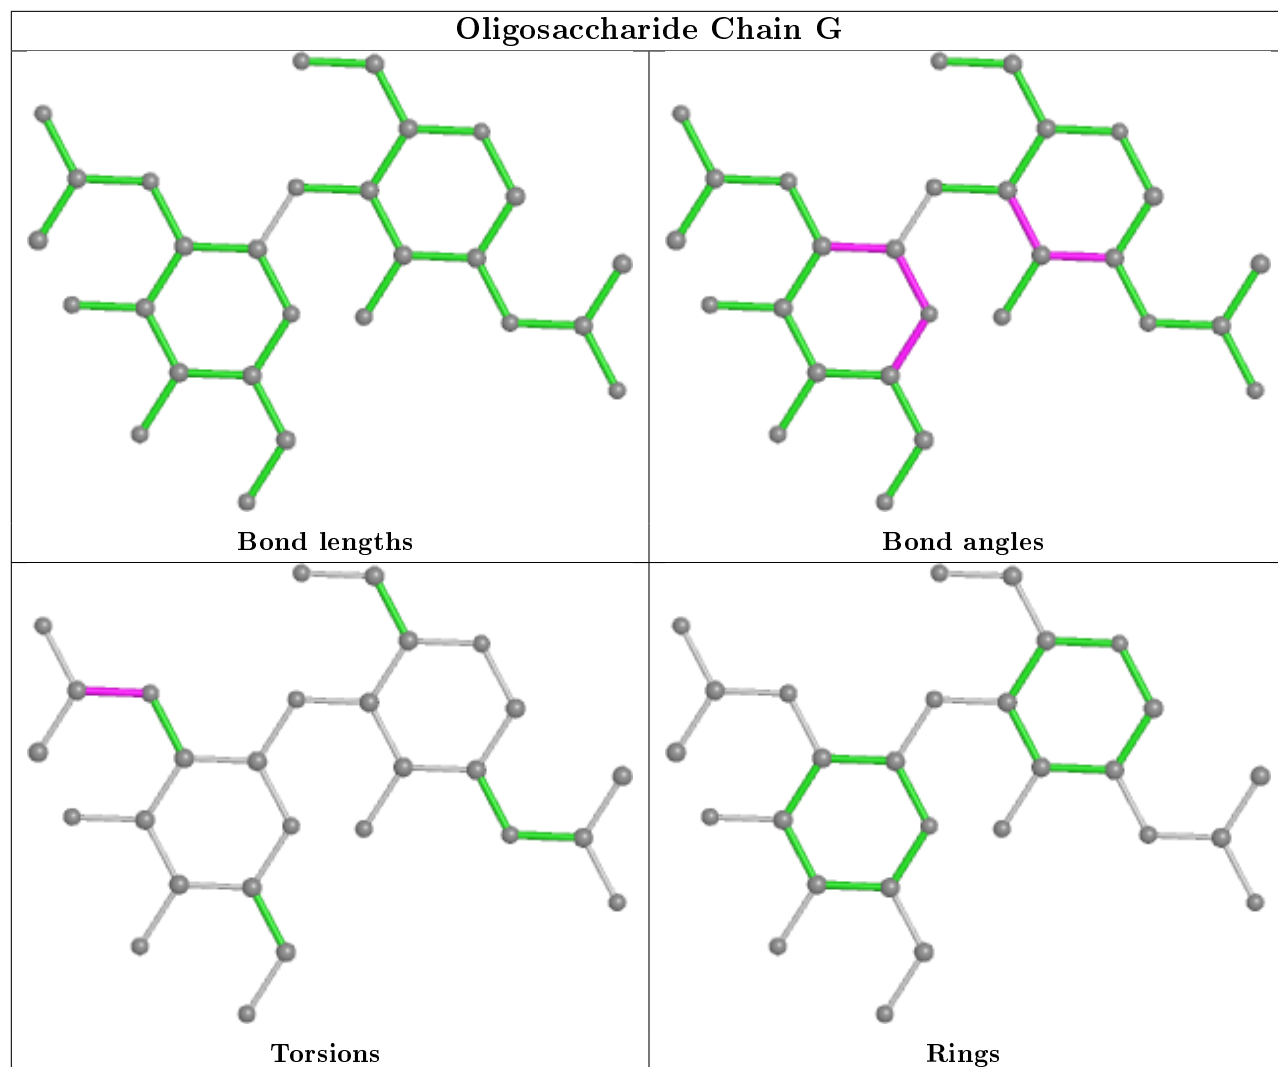 Oligosaccharide Chain G
Bond lengths
Bond angles
Torsions
Rings